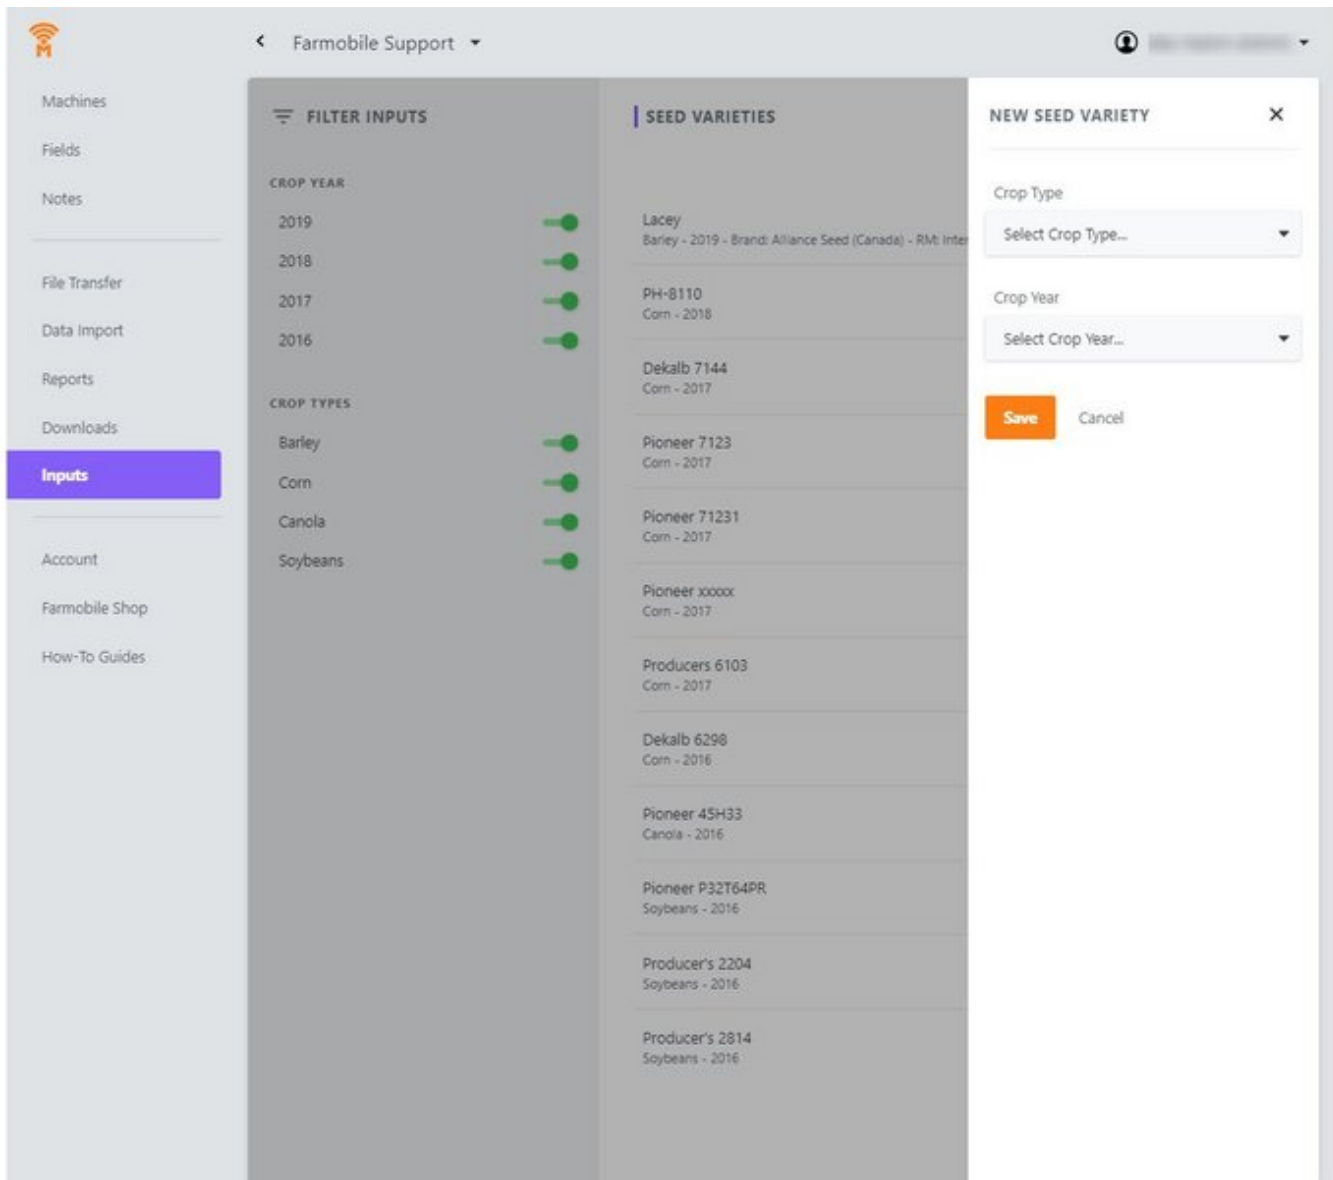 Farmobile Support
Machines
Fields
Notes
File Transfer
Data Import
Reports
Downloads
Inputs
Account
Farmobile Shop
How-To Guides
FILTER INPUTS
CROP YEAR
2019
2018
2017
2016
CROP TYPES
Barley
Corn
Canola
Soybeans
SEED VARIETIES
Lacey
Barley - 2019 - Brand: Alliance Seed (Canada) - RM: Inter
PH-8110
Corn - 2018
Dekalb 7144
Corn - 2017
Pioneer 7123
Corn - 2017
Pioneer 71231
Corn - 2017
Pioneer xxxxx
Corn - 2017
Producers 6103
Corn - 2017
Dekalb 6298
Corn - 2016
Pioneer 45H33
Canola - 2016
Pioneer P32T64PR
Soybeans - 2016
Producer's 2204
Soybeans - 2016
Producer's 2814
Soybeans - 2016
NEW SEED VARIETY
Crop Type
Select Crop Type...
Crop Year
Select Crop Year...
Save Cancel